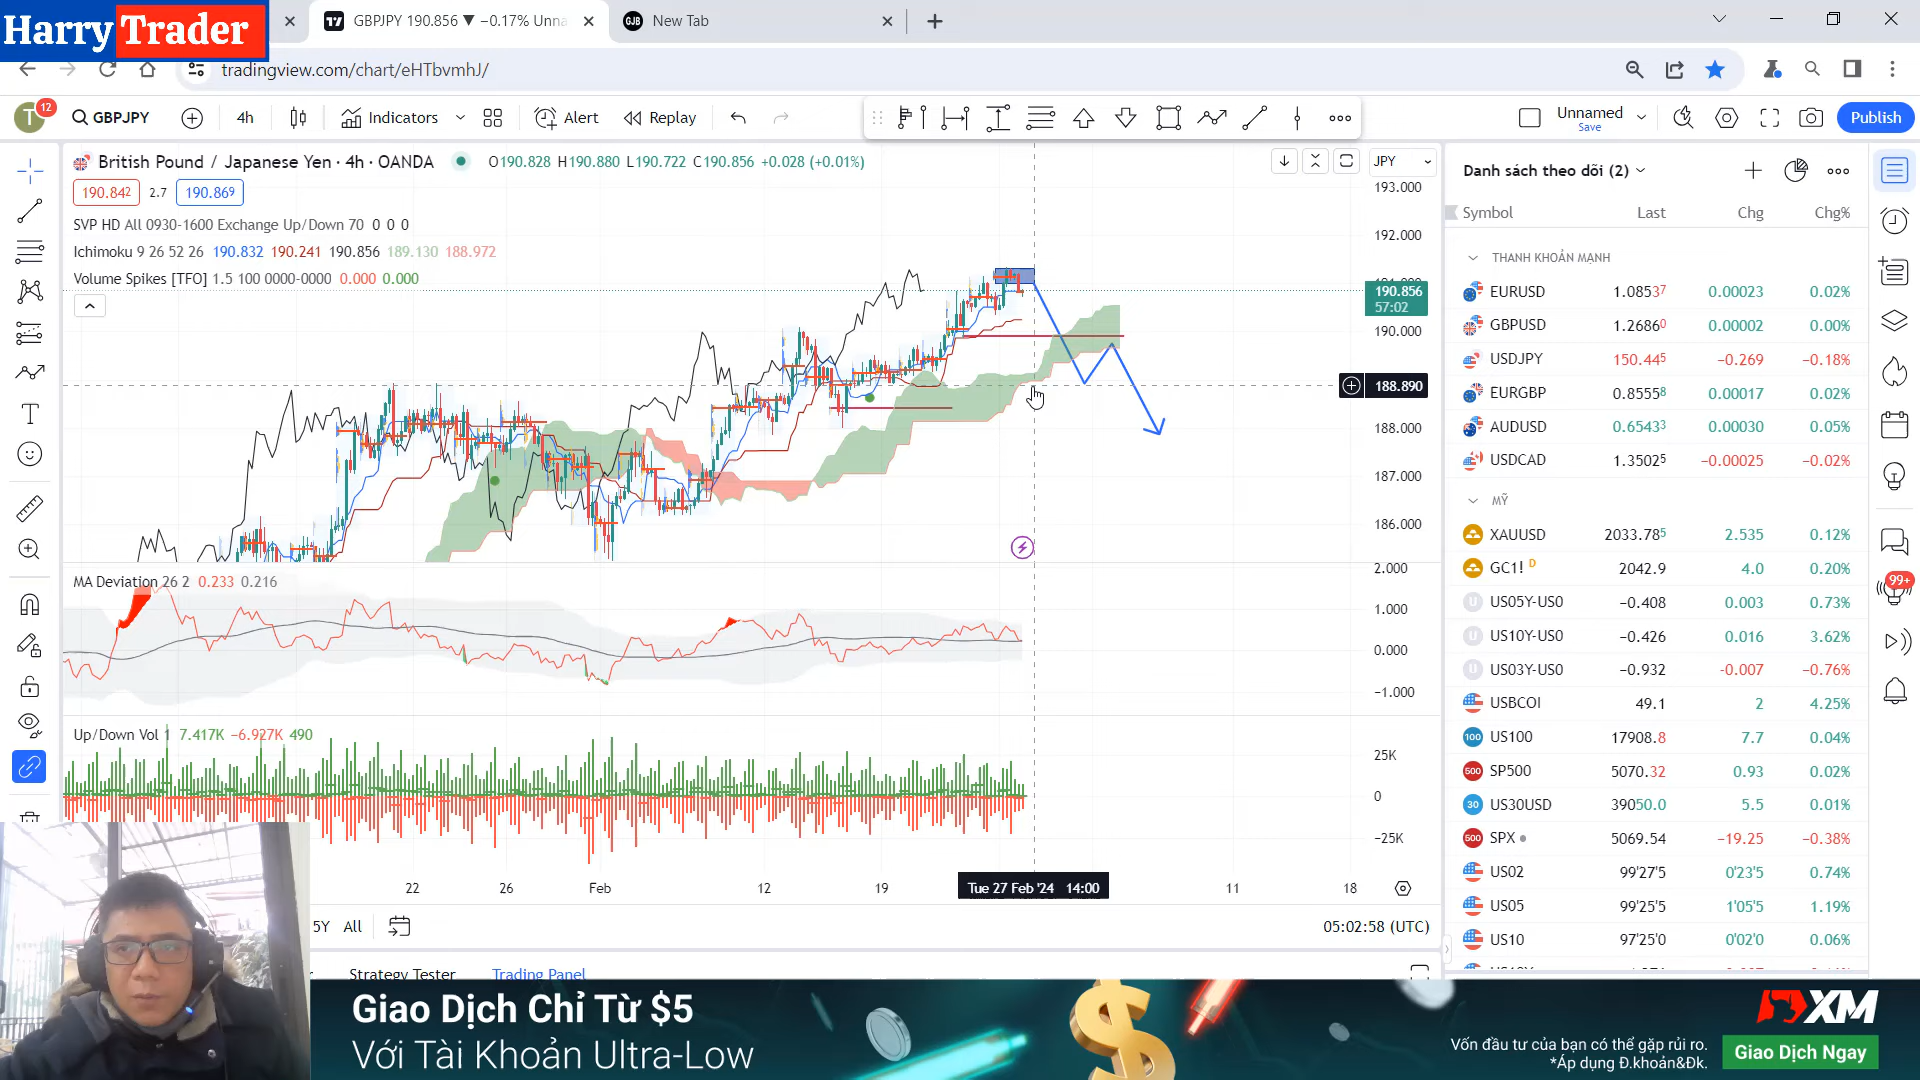 Harry Trader
GBPJPY 190.856 ▼ −0.17% Unna
GJB
New Tab
tradingview.com/chart/eHTbvmhJ/
T
12
GBPJPY
4h
Indicators
Alert
Replay
Unnamed
Save
Publish
British Pound / Japanese Yen · 4h · OANDA
O190.828 H190.880 L190.722 C190.856 +0.028 (+0.01%)
JPY
190.842
2.7
190.869
SVP HD All 0930-1600 Exchange Up/Down 70 0 0 0
Ichimoku 9 26 52 26 190.832 190.241 190.856 189.130 188.972
Volume Spikes [TFO] 1.5 100 0000-0000 0.000 0.000
193.000
192.000
190.856
57:02
190.000
188.890
188.000
187.000
186.000
MA Deviation 26 2 0.233 0.216
2.000
1.000
0.000
−1.000
Up/Down Vol 1 7.417K −6.927K 490
25K
0
−25K
22
26
Feb
12
19
Tue 27 Feb '24 14:00
11
18
5Y
All
05:02:58 (UTC)
Strategy Tester
Trading Panel
Danh sách theo dõi (2)
Symbol Last Chg Chg%
THANH KHOẢN MẠNH
EURUSD 1.08537 0.00023 0.02%
GBPUSD 1.26860 0.00002 0.00%
USDJPY 150.445 −0.269 −0.18%
EURGBP 0.85558 0.00017 0.02%
AUDUSD 0.65433 0.00030 0.05%
USDCAD 1.35025 −0.00025 −0.02%
MỸ
XAUUSD 2033.785 2.535 0.12%
GC1! D 2042.9 4.0 0.20%
US05Y-US0 −0.408 0.003 0.73%
US10Y-US0 −0.426 0.016 3.62%
US03Y-US0 −0.932 −0.007 −0.76%
USBCOI 49.1 2 4.25%
100 US100 17908.8 7.7 0.04%
500 SP500 5070.32 0.93 0.02%
30 US30USD 39050.0 5.5 0.01%
500 SPX 5069.54 −19.25 −0.38%
US02 99'27'5 0'23'5 0.74%
US05 99'25'5 1'05'5 1.19%
US10 97'25'0 0'02'0 0.06%
99+
Giao Dịch Chỉ Từ $5
Với Tài Khoản Ultra-Low
XM
Vốn đầu tư của bạn có thể gặp rủi ro.
*Áp dụng Đ.khoản&Đk.
Giao Dịch Ngay